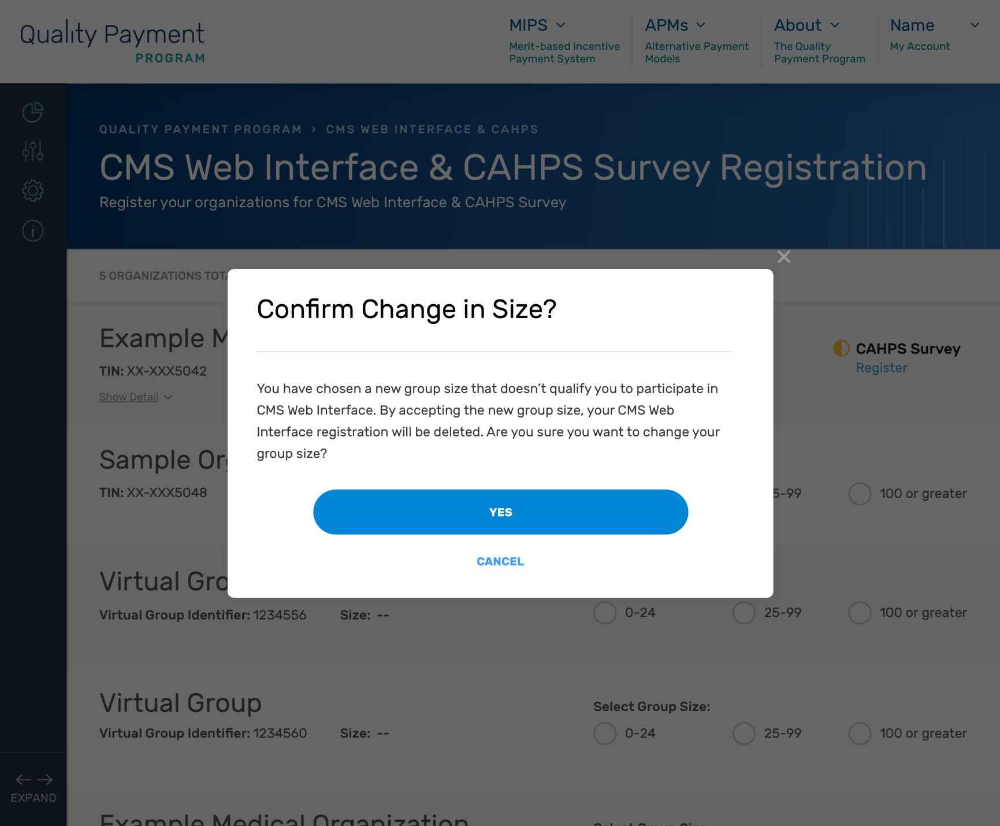 Quality Payment
PROGRAM
MIPS
Merit-based Incentive
Payment System
APMs
Alternative Payment
Models
About
The Quality
Payment Program
Name
My Account
QUALITY PAYMENT PROGRAM › CMS WEB INTERFACE & CAHPS
CMS Web Interface & CAHPS Survey Registration
Register your organizations for CMS Web Interface & CAHPS Survey
5 ORGANIZATIONS
Confirm Change in Size?
Example
CAHPS Survey
TIN: XX-XXX5042
Register
Show Detail
You have chosen a new group size that doesn’t qualify you to participate in
CMS Web Interface. By accepting the new group size, your CMS Web
Interface registration will be deleted. Are you sure you want to change your
group size?
Sample
TIN: XX-XXX5048
5-99
100 or greater
YES
CANCEL
Virtual
Virtual Group Identifier: 1234556 Size: --
0-24
25-99
100 or greater
Virtual Group
Select Group Size:
Virtual Group Identifier: 1234560 Size: --
0-24
25-99
100 or greater
EXPAND
Example Medical Organization
Select Group Size